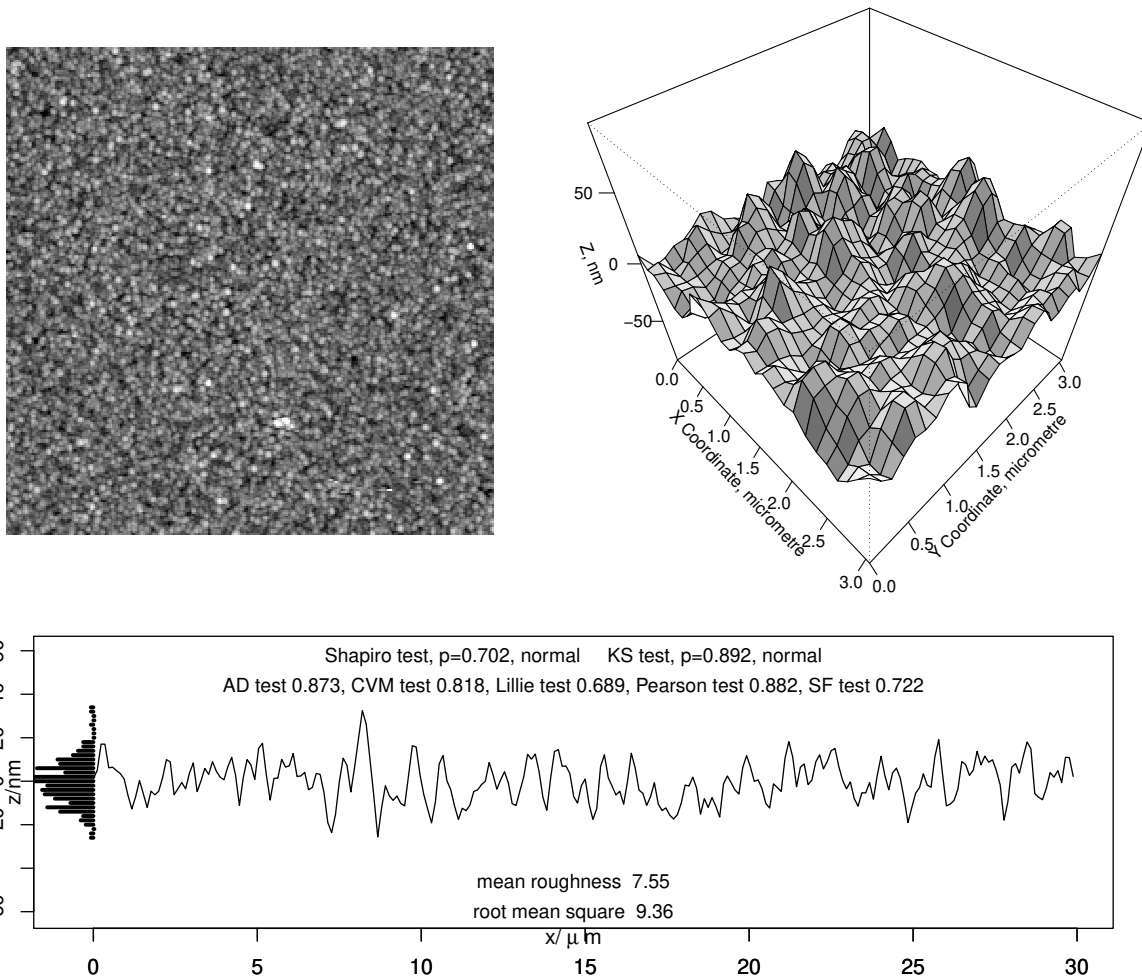 50
0
−50
Z, nm
0.0
0.5
1.0
1.5
2.0
2.5
3.0
X Coordinate, micrometre
0.0
0.5
1.0
1.5
2.0
2.5
3.0
Y Coordinate, micrometre
Shapiro test, p=0.702, normal KS test, p=0.892, normal
AD test 0.873, CVM test 0.818, Lillie test 0.689, Pearson test 0.882, SF test 0.722
z/nm
mean roughness 7.55
root mean square 9.36
x/ μ m
0 5 10 15 20 25 30